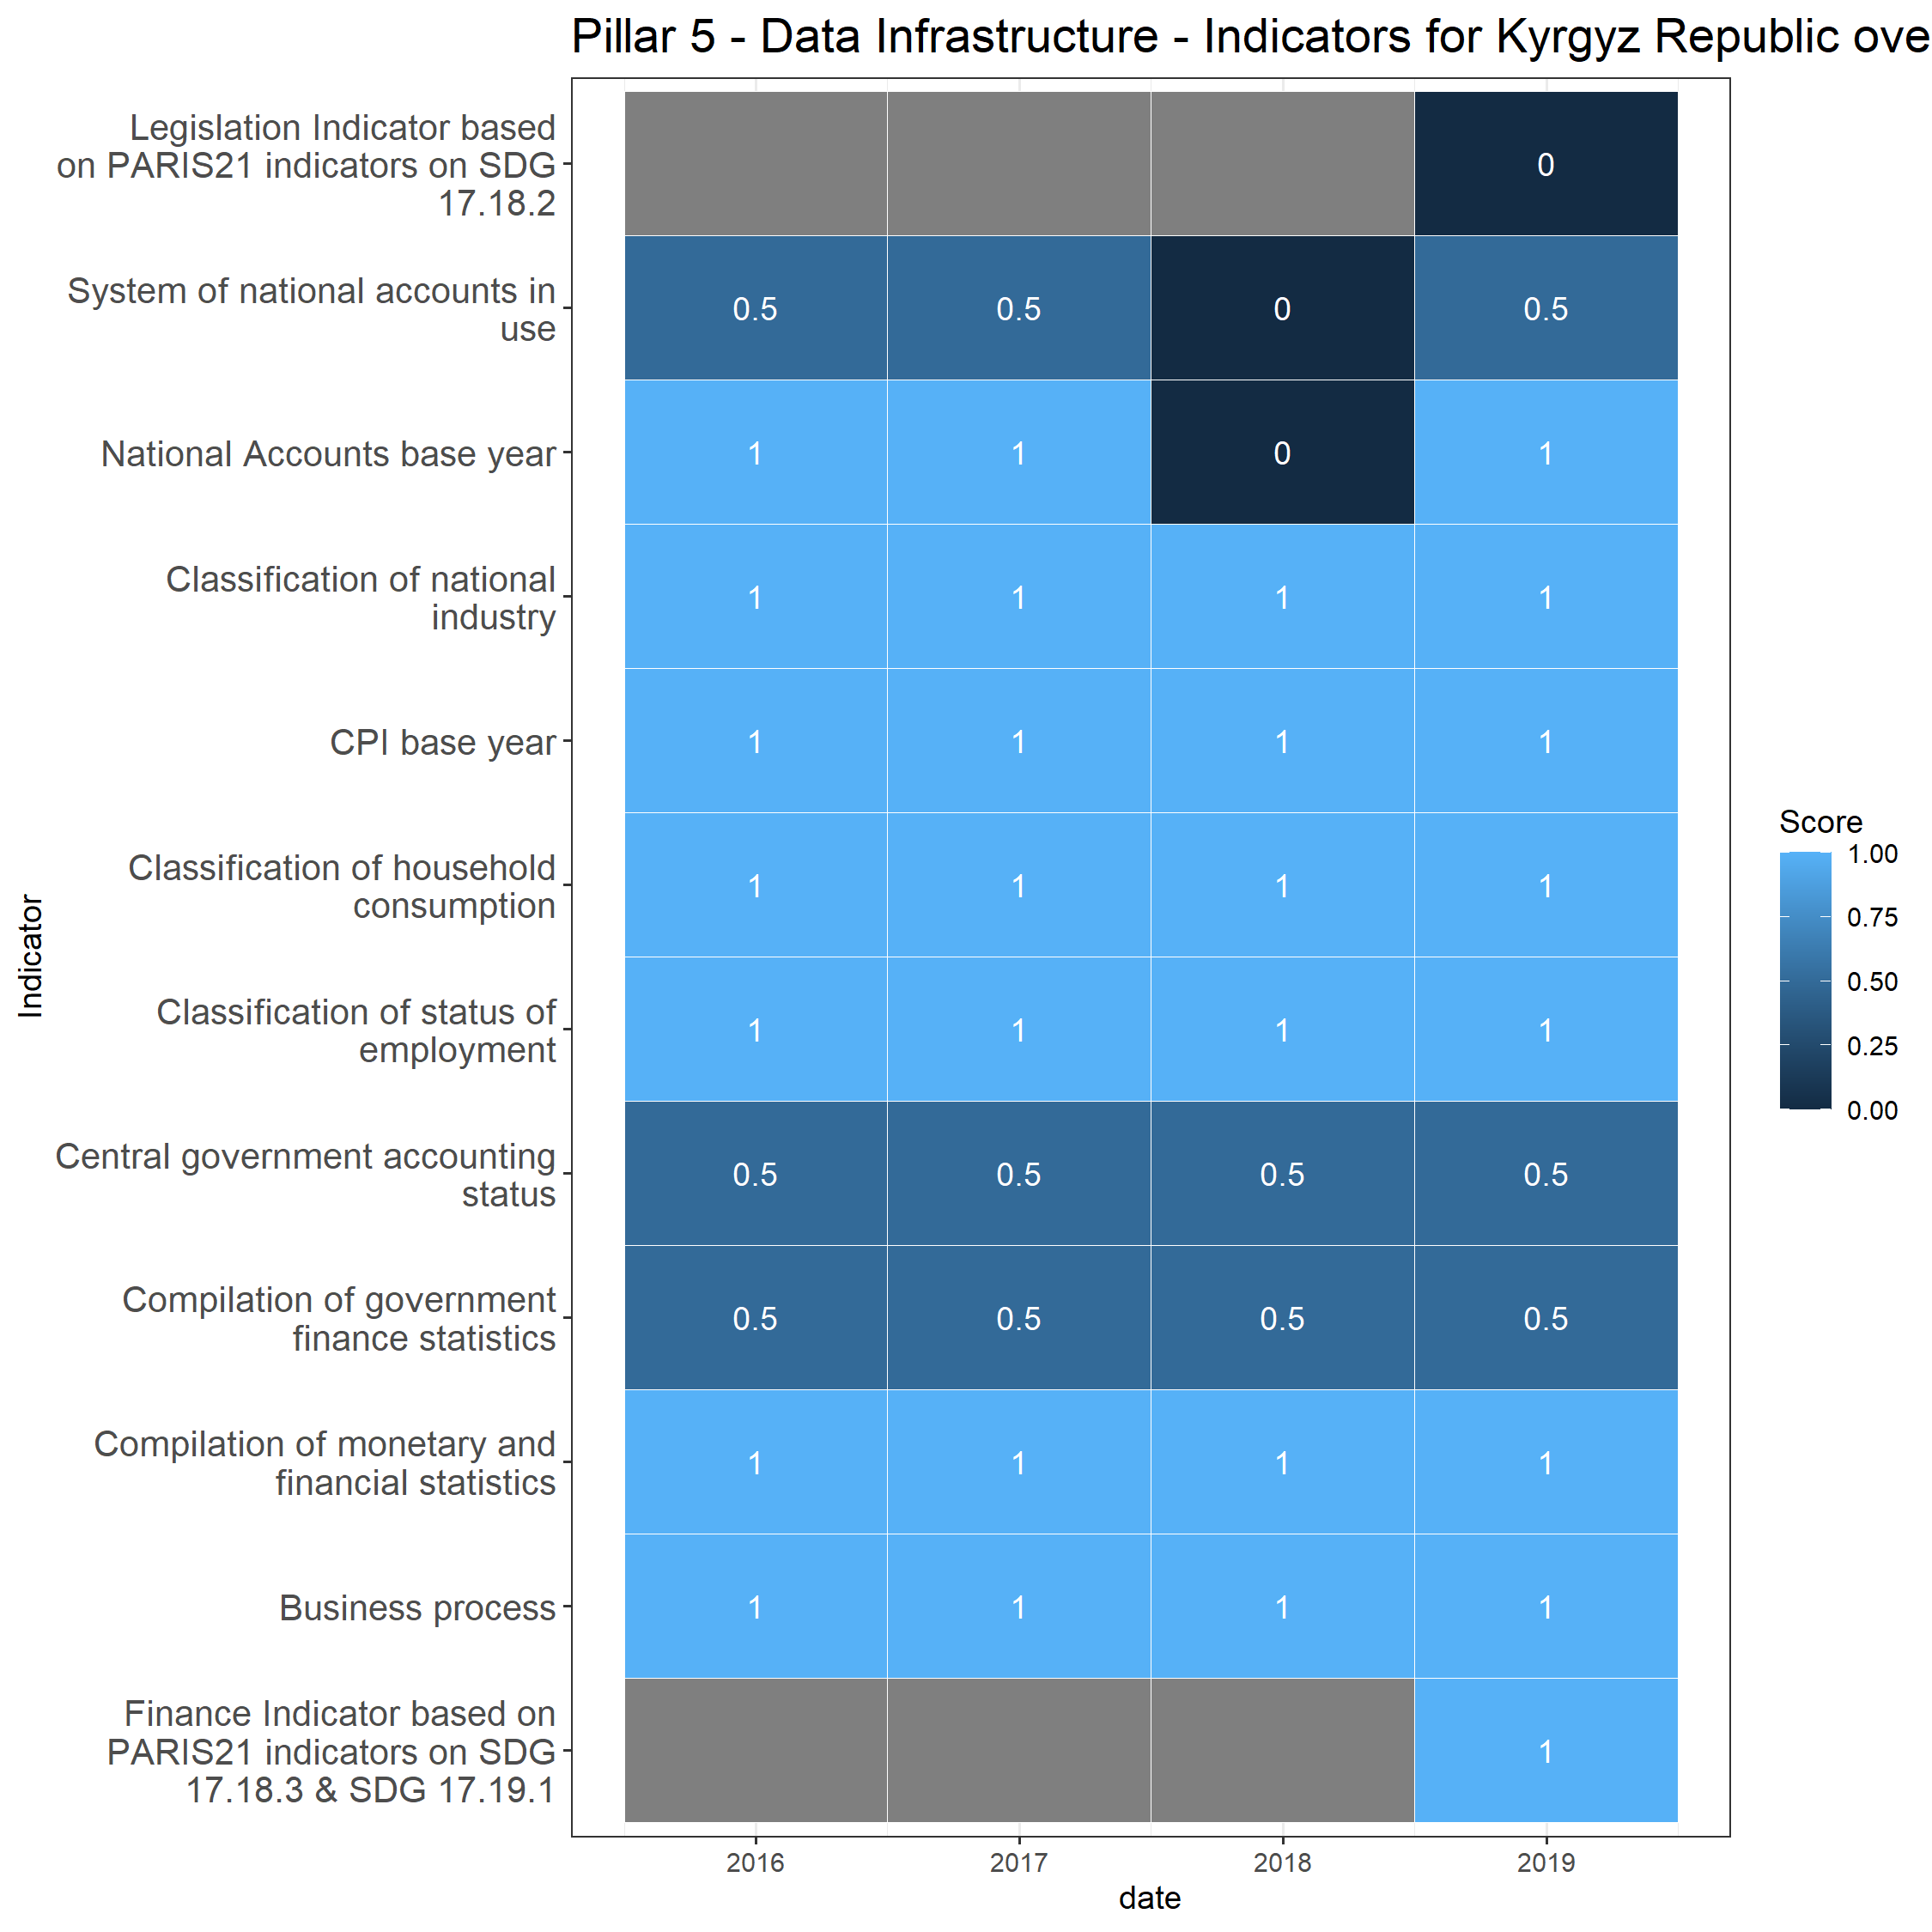 Pillar 5 - Data Infrastructure - Indicators for Kyrgyz Republic ove
Legislation Indicator based
on PARIS21 indicators on SDG
17.18.2
0
System of national accounts in
use
0.5 0.5 0 0.5
National Accounts base year
1 1 0 1
Classification of national
industry
1 1 1 1
CPI base year
1 1 1 1
Classification of household
consumption
1 1 1 1
Classification of status of
employment
1 1 1 1
Central government accounting
status
0.5 0.5 0.5 0.5
Compilation of government
finance statistics
0.5 0.5 0.5 0.5
Compilation of monetary and
financial statistics
1 1 1 1
Business process
1 1 1 1
Finance Indicator based on
PARIS21 indicators on SDG
17.18.3 & SDG 17.19.1
1
2016 2017 2018 2019
date
Indicator
Score
1.00
0.75
0.50
0.25
0.00